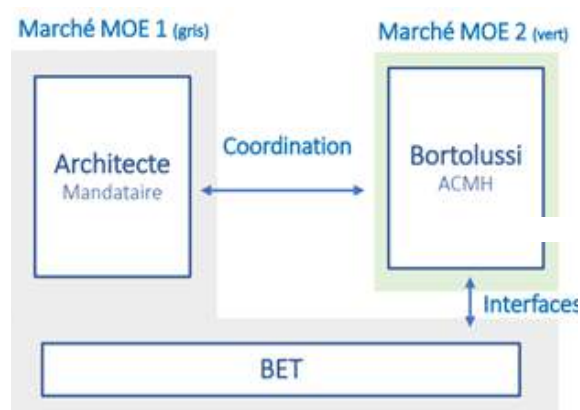 Marché MOE 1 (gris)
Marché MOE 2 (vert)
Architecte
Mandataire
Coordination
Bortolussi
ACMH
Interfaces
BET